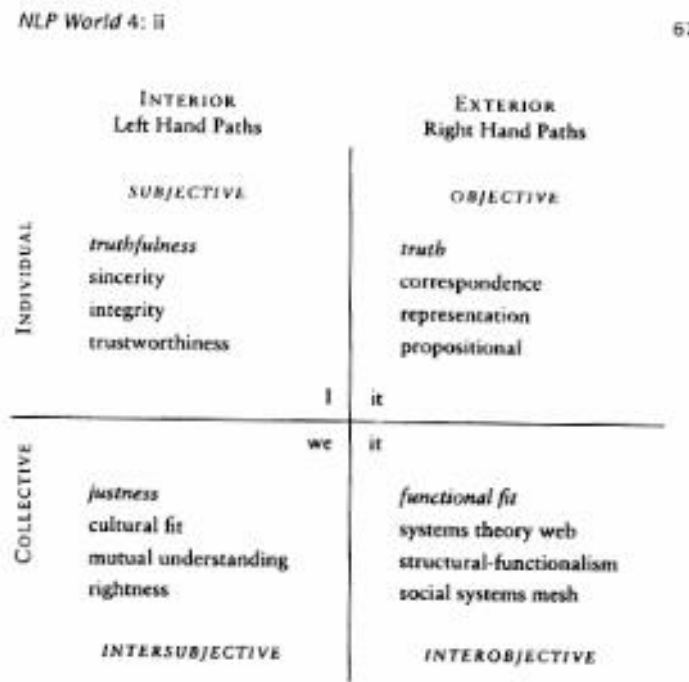 NLP World 4: ii
67
INTERIOR
Left Hand Paths
EXTERIOR
Right Hand Paths
SUBJECTIVE
OBJECTIVE
INDIVIDUAL
truthfulness
sincerity
integrity
trustworthiness
truth
correspondence
representation
propositional
I
it
we
it
COLLECTIVE
justness
cultural fit
mutual understanding
rightness
functional fit
systems theory web
structural-functionalism
social systems mesh
INTERSUBJECTIVE
INTEROBJECTIVE